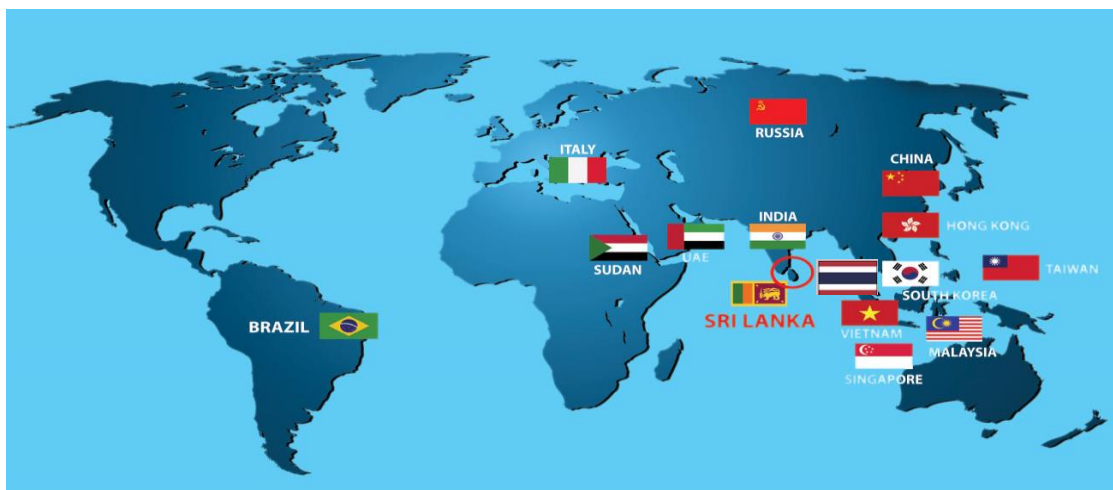 RUSSIA
ITALY
CHINA
INDIA
HONG KONG
UAE
SUDAN
TAIWAN
SOUTH KOREA
SRI LANKA
BRAZIL
VIETNAM
MALAYSIA
SINGAPORE